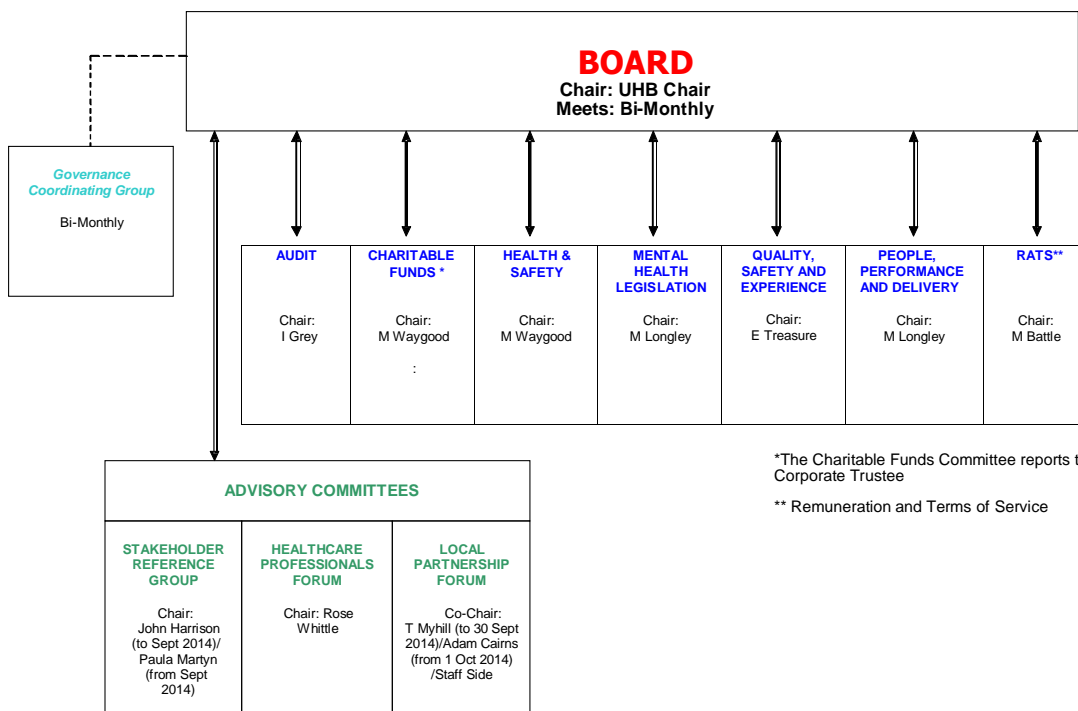 BOARD
Chair: UHB Chair
Meets: Bi-Monthly
Governance
Coordinating Group
Bi-Monthly
AUDIT
Chair:
I Grey
CHARITABLE
FUNDS *
Chair:
M Waygood
:
HEALTH &
SAFETY
Chair:
M Waygood
MENTAL
HEALTH
LEGISLATION
Chair:
M Longley
QUALITY,
SAFETY AND
EXPERIENCE
Chair:
E Treasure
PEOPLE,
PERFORMANCE
AND DELIVERY
Chair:
M Longley
RATS**
Chair:
M Battle
*The Charitable Funds Committee reports t
Corporate Trustee
** Remuneration and Terms of Service
ADVISORY COMMITTEES
STAKEHOLDER
REFERENCE
GROUP
Chair:
John Harrison
(to Sept 2014)/
Paula Martyn
(from Sept
2014)
HEALTHCARE
PROFESSIONALS
FORUM
Chair: Rose
Whittle
LOCAL
PARTNERSHIP
FORUM
Co-Chair:
T Myhill (to 30 Sept
2014)/Adam Cairns
(from 1 Oct 2014)
/Staff Side